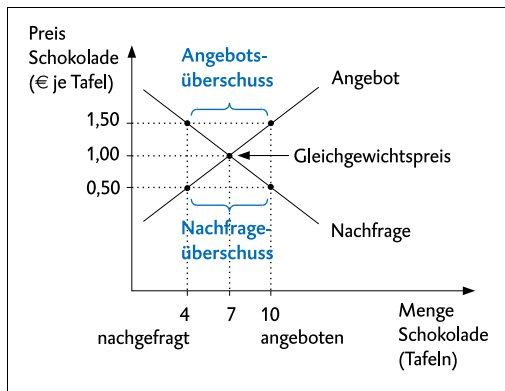 Preis
Schokolade
(€ je Tafel)
Angebots-
überschuss
Angebot
1,50
1,00
Gleichgewichtspreis
0,50
Nachfrage-
überschuss
Nachfrage
4
7
10
nachgefragt
angeboten
Menge
Schokolade
(Tafeln)